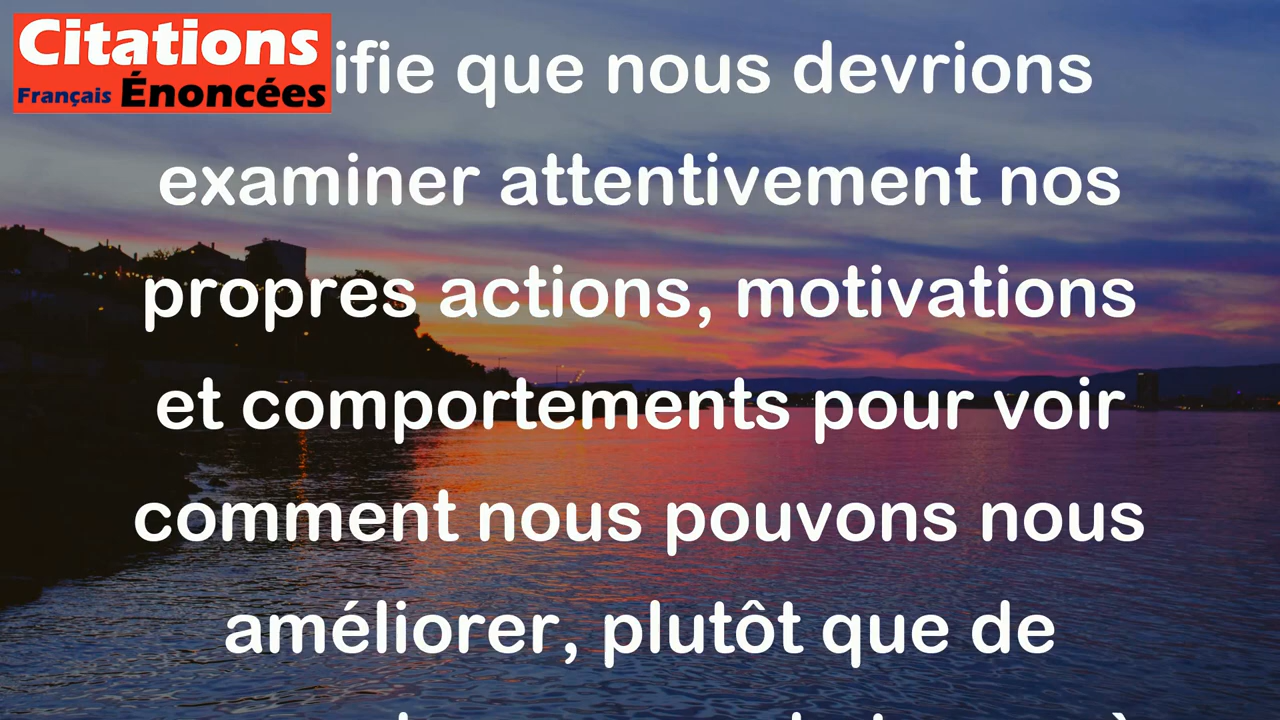 Citations
Français Énoncées
ifie que nous devrions
examiner attentivement nos
propres actions, motivations
et comportements pour voir
comment nous pouvons nous
améliorer, plutôt que de